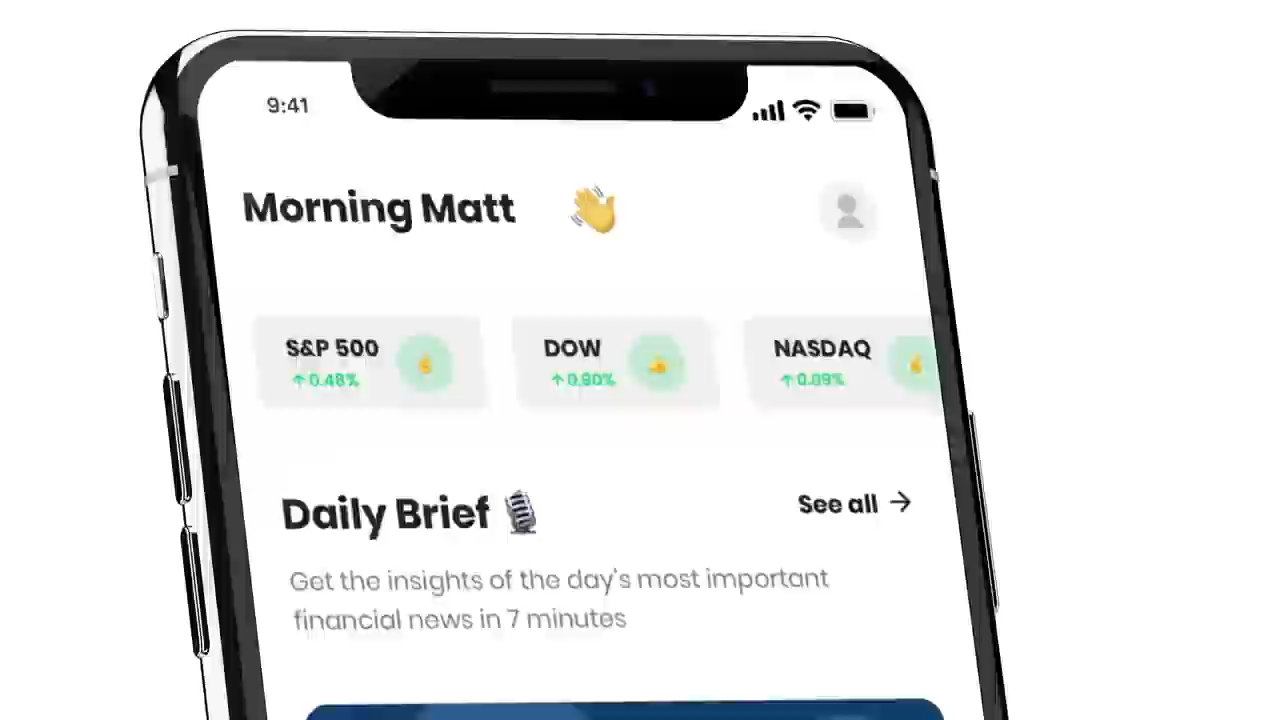 9:41
Morning Matt
S&P 500
DOW
NASDAQ
↑ 0.48%
↑ 0.90%
↑ 0.09%
Daily Brief
See all →
Get the insights of the day's most important
financial news in 7 minutes